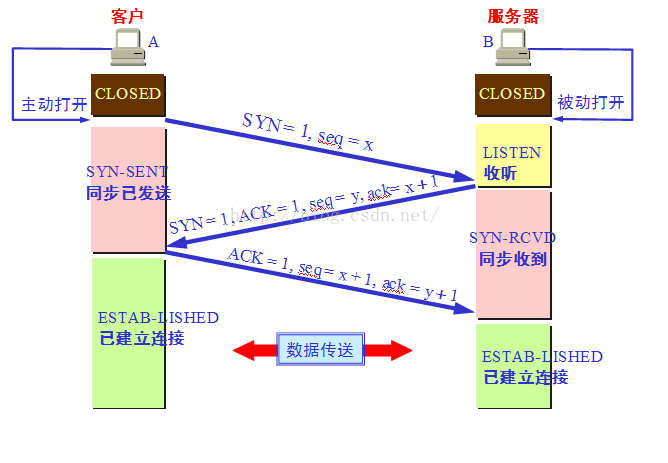 客户
服务器
A
B
CLOSED
CLOSED
主动打开
被动打开
SYN = 1, seq = x
LISTEN
收听
SYN-SENT
同步已发送
SYN = 1, ACK = 1, seq = y, ack= x + 1
http://blog.csdn.net/
SYN-RCVD
同步收到
ACK = 1, seq = x + 1, ack = y + 1
ESTAB-LISHED
已建立连接
数据传送
ESTAB-LISHED
已建立连接